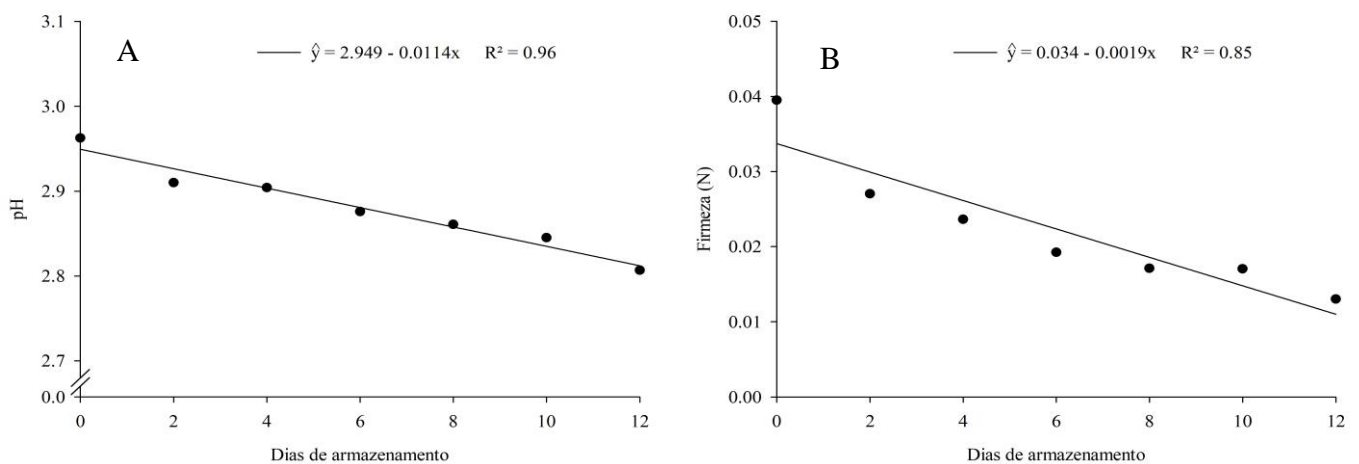 A
ŷ = 2.949 - 0.0114x R² = 0.96
3.1
3.0
2.9
2.8
2.7
0.0
pH
0 2 4 6 8 10 12
Dias de armazenamento
B
ŷ = 0.034 - 0.0019x R² = 0.85
0.05
0.04
0.03
0.02
0.01
0.00
Firmeza (N)
0 2 4 6 8 10 12
Dias de armazenamento